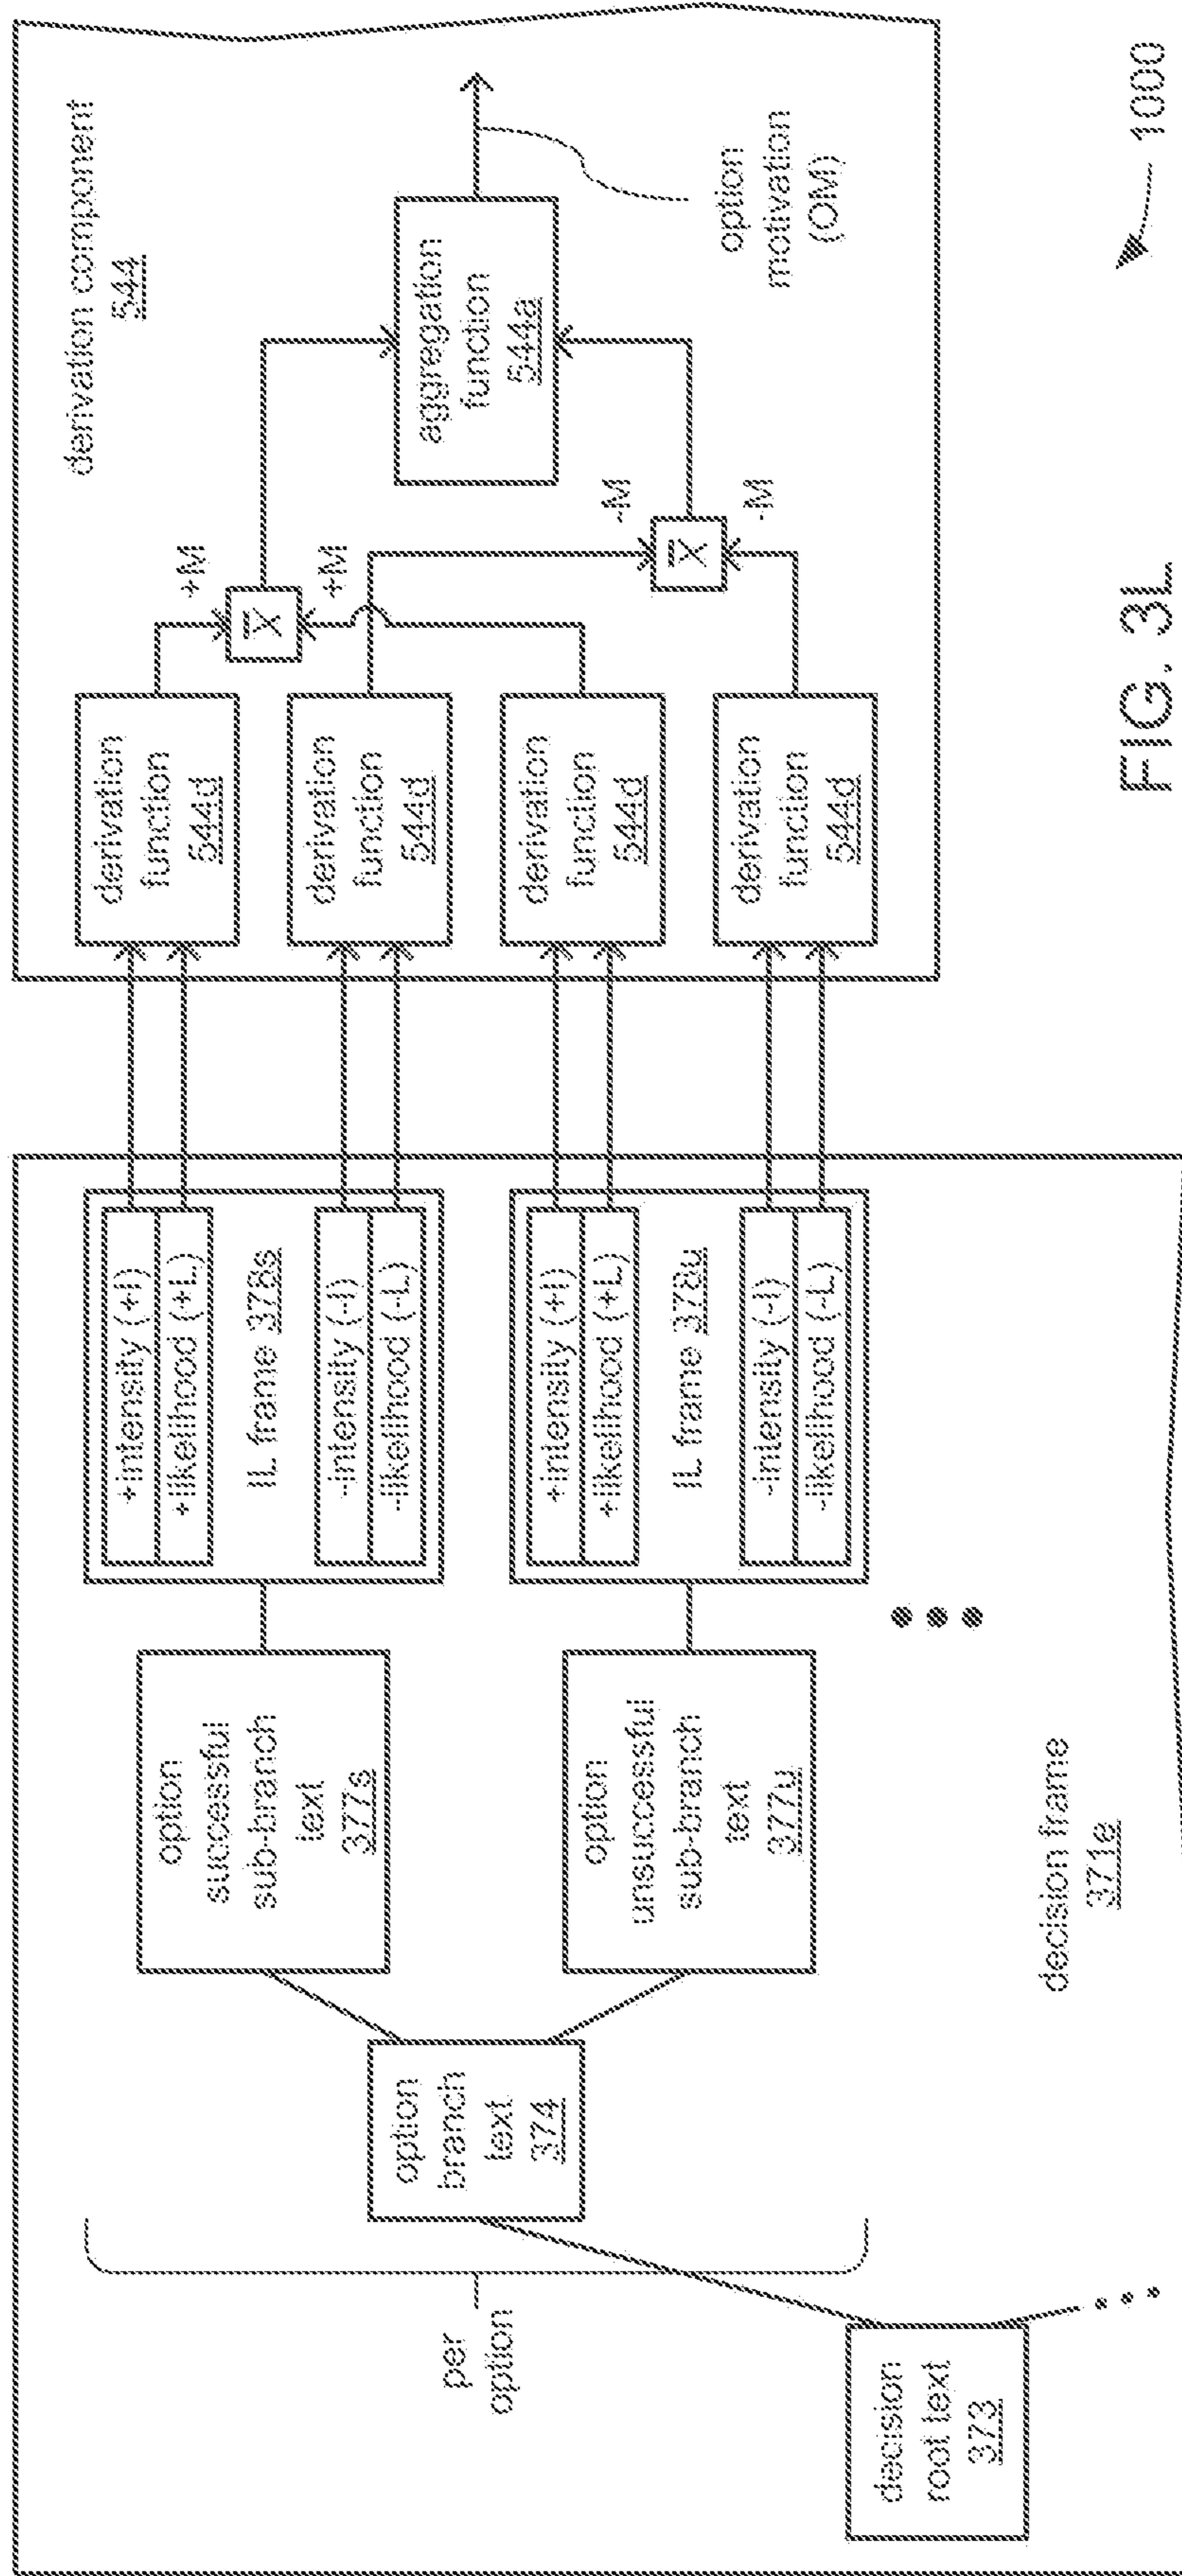 per
option
decision
root text
373
option
branch
text
374
option
successful
sub-branch
text
377s
option
unsuccessful
sub-branch
text
377u
+intensity (+I)
+likelihood (+L)
IL frame 378s
-intensity (-I)
-likelihood (-L)
+intensity (+I)
+likelihood (+L)
IL frame 378u
-intensity (-I)
-likelihood (-L)
decision frame
371e
derivation component
544
derivation
function
544d
derivation
function
544d
derivation
function
544d
derivation
function
544d
+M
X
+M
-M
X
-M
aggregation
function
544a
option
motivation
(OM)
1000
FIG. 3L